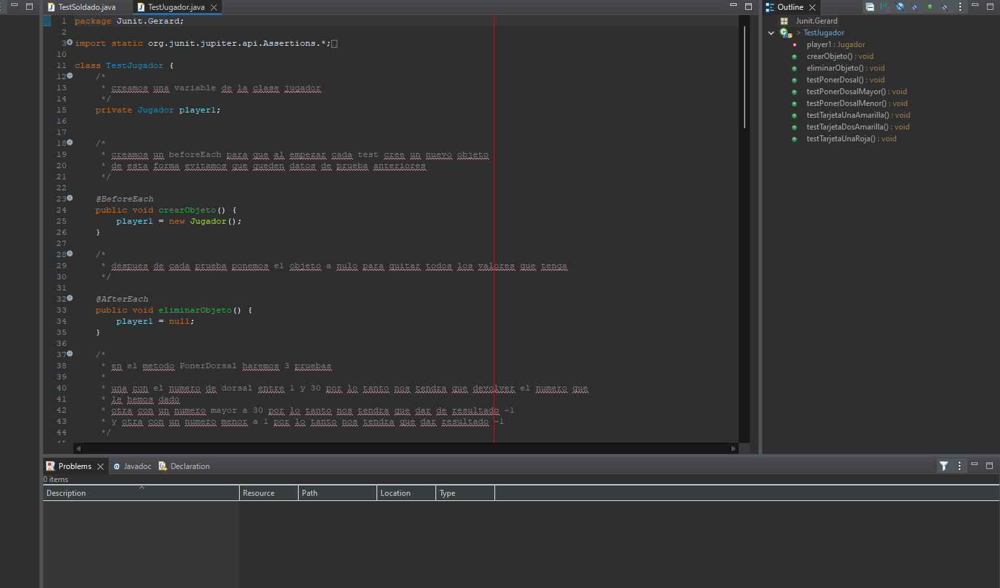 TestSoldado.java
TestJugador.java
1 package Junit.Gerard;
2
3 import static org.junit.jupiter.api.Assertions.*;
10
11 class TestJugador {
12 /*
13 * creamos una variable de la clase jugador
14 */
15 private Jugador player1;
16
17
18 /*
19 * creamos un beforeEach para que al empezar cada test cree un nuevo objeto
20 * de esta forma evitamos que queden datos de prueba anteriores
21 */
22
23 @BeforeEach
24 public void crearObjeto() {
25 player1 = new Jugador();
26 }
27
28 /*
29 * despues de cada prueba ponemos el objeto a nulo para quitar todos los valores que tenga
30 */
31
32 @AfterEach
33 public void eliminarObjeto() {
34 player1 = null;
35 }
36
37 /*
38 * en el metodo PonerDorsal haremos 3 pruebas
39 *
40 * una con el numero de dorsal entre 1 y 30 por lo tanto nos tendra que devolver el numero que
41 * le hemos dado
42 * otra con un numero mayor a 30 por lo tanto nos tendra que dar de resultado -1
43 * y otra con un numero menor a 1 por lo tanto nos tendra que dar resultado -1
44 */
45
Outline
Junit.Gerard
> TestJugador
player1 : Jugador
crearObjeto() : void
eliminarObjeto() : void
testPonerDosal() : void
testPonerDosalMayor() : void
testPonerDosalMenor() : void
testTarjetaUnaAmarilla() : void
testTarjetaDosAmarilla() : void
testTarjetaUnaRoja() : void
Problems
@ Javadoc
Declaration
0 items
Description
Resource
Path
Location
Type